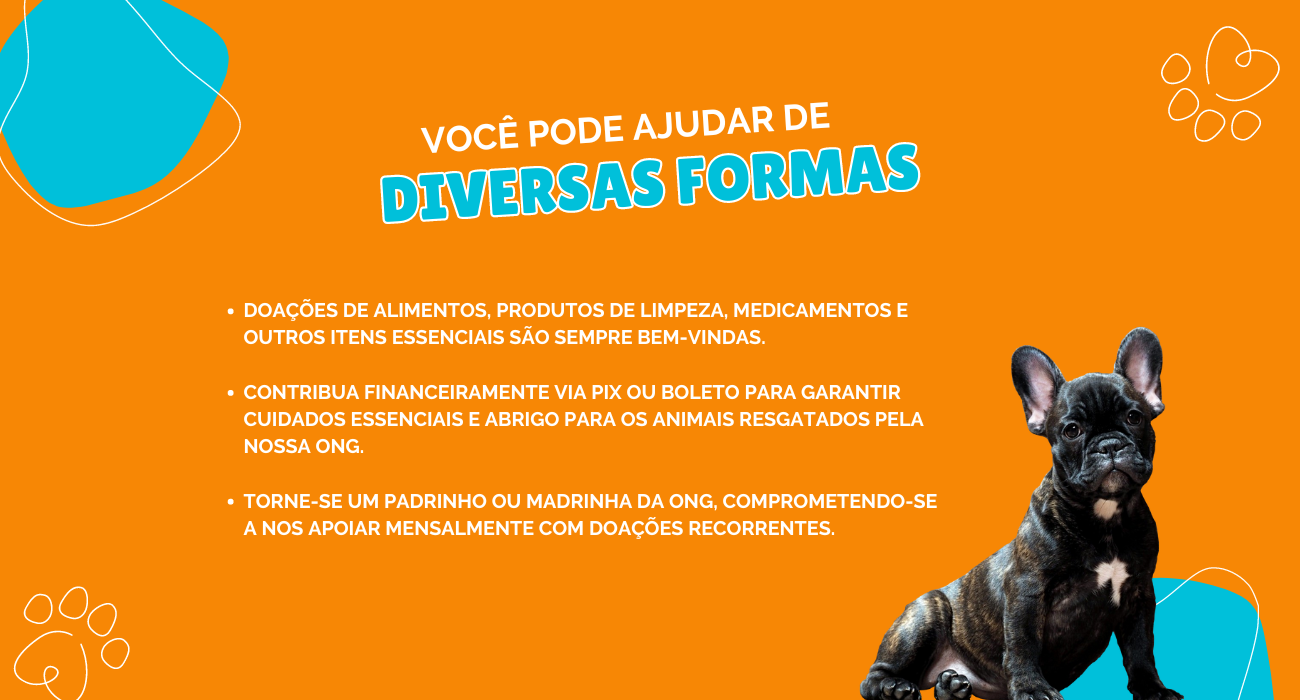 VOCÊ PODE AJUDAR DE
DIVERSAS FORMAS
• DOAÇÕES DE ALIMENTOS, PRODUTOS DE LIMPEZA, MEDICAMENTOS E
OUTROS ITENS ESSENCIAIS SÃO SEMPRE BEM-VINDAS.
• CONTRIBUA FINANCEIRAMENTE VIA PIX OU BOLETO PARA GARANTIR
CUIDADOS ESSENCIAIS E ABRIGO PARA OS ANIMAIS RESGATADOS PELA
NOSSA ONG.
• TORNE-SE UM PADRINHO OU MADRINHA DA ONG, COMPROMETENDO-SE
A NOS APOIAR MENSALMENTE COM DOAÇÕES RECORRENTES.